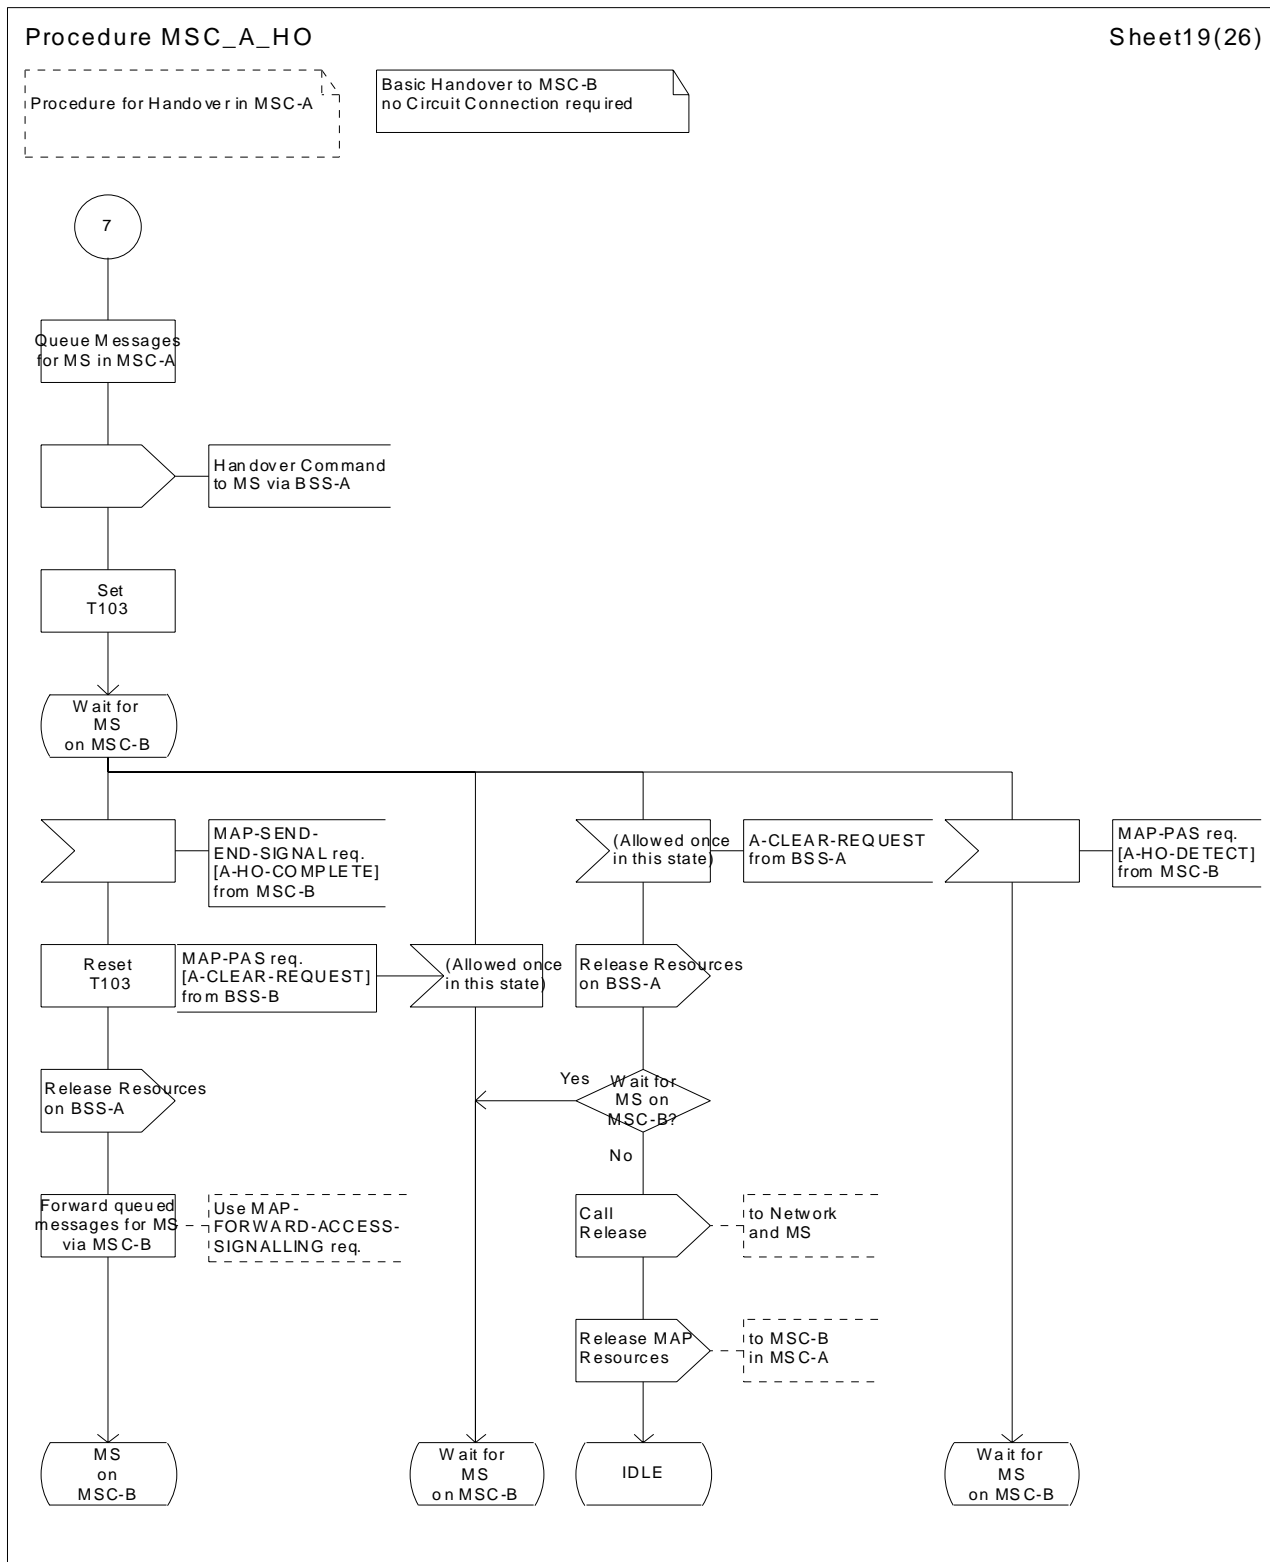 Procedure MSC_A_HO
Sheet19(26)
Procedure for Handover in MSC-A
Basic Handover to MSC-B
no Circuit Connection required
7
Queue Messages
for MS in MSC-A
Handover Command
to MS via BSS-A
Set
T103
Wait for
MS
on MSC-B
MAP-SEND-
END-SIGNAL req.
[A-HO-COMPLETE]
from MSC-B
(Allowed once
in this state)
A-CLEAR-REQUEST
from BSS-A
MAP-PAS req.
[A-HO-DETECT]
from MSC-B
Reset
T103
MAP-PAS req.
[A-CLEAR-REQUEST]
from BSS-B
(Allowed once
in this state)
Release Resources
on BSS-A
Release Resources
on BSS-A
Yes
Wait for
MS on
MSC-B?
No
Forward queued
messages for MS
via MSC-B
Use MAP-
FORWARD-ACCESS-
SIGNALLING req.
Call
Release
to Network
and MS
Release MAP
Resources
to MSC-B
in MSC-A
MS
on
MSC-B
Wait for
MS
on MSC-B
IDLE
Wait for
MS
on MSC-B